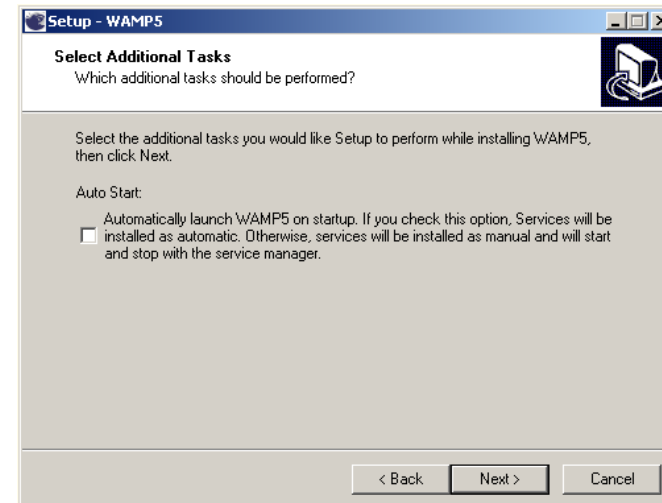 Setup - WAMP5
Select Additional Tasks
Which additional tasks should be performed?
Select the additional tasks you would like Setup to perform while installing WAMP5,
then click Next.
Auto Start:
Automatically launch WAMP5 on startup. If you check this option, Services will be
installed as automatic. Otherwise, services will be installed as manual and will start
and stop with the service manager.
< Back
Next >
Cancel